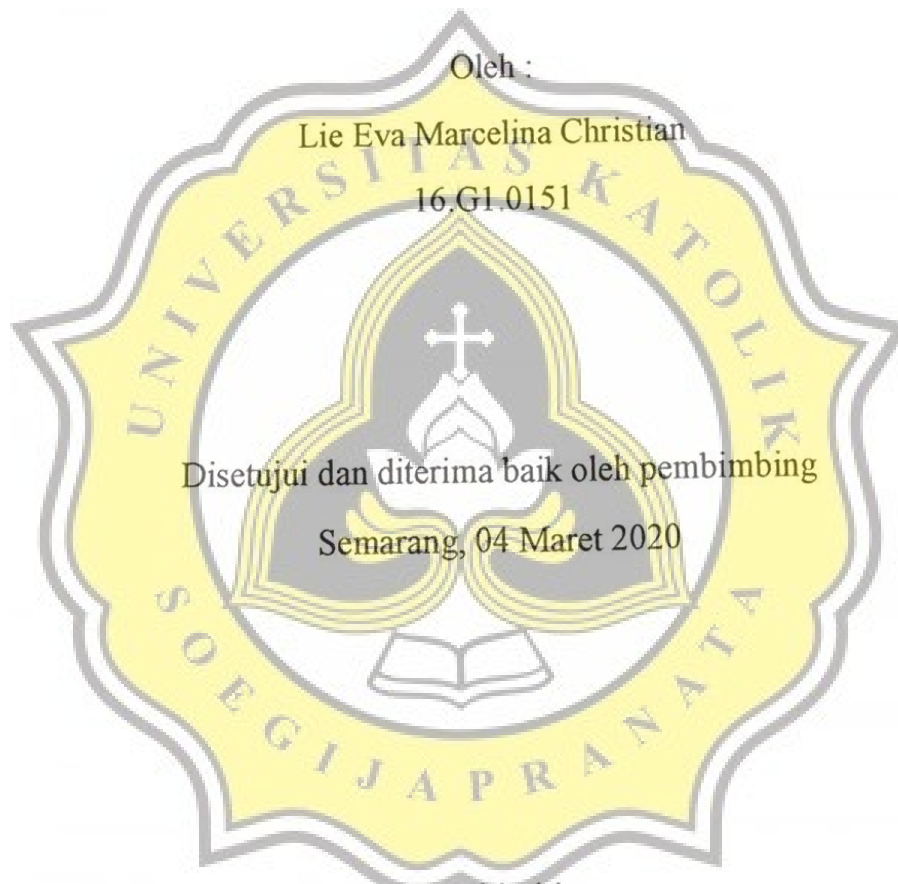 Oleh :
Lie Eva Marcelina Christian
16.G1.0151
UNIVERSITAS KATOLIK
Disetujui dan diterima baik oleh pembimbing
Semarang, 04 Maret 2020
SOEGIJAPRANATA